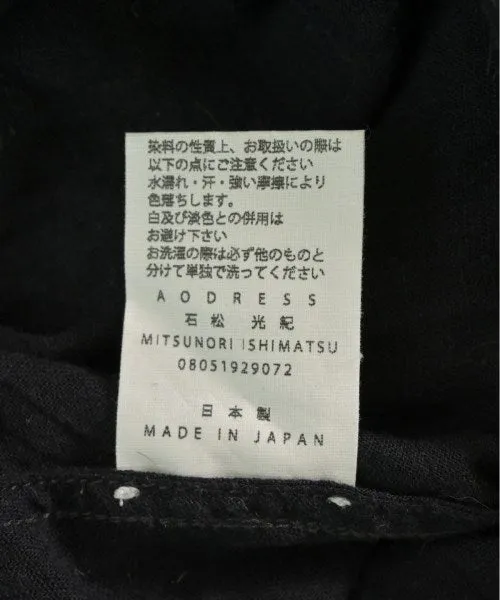 染料の性質上、お取扱いの際は
以下の点にご注意ください
水濡れ・汗・強い摩擦により
色落ちします。
白及び淡色との併用は
お避け下さい
お洗濯の際は必ず他のものと
分けて単独で洗ってください
AODRESS
石松 光紀
MITSUNORI ISHIMATSU
08051929072
日本製
MADE IN JAPAN